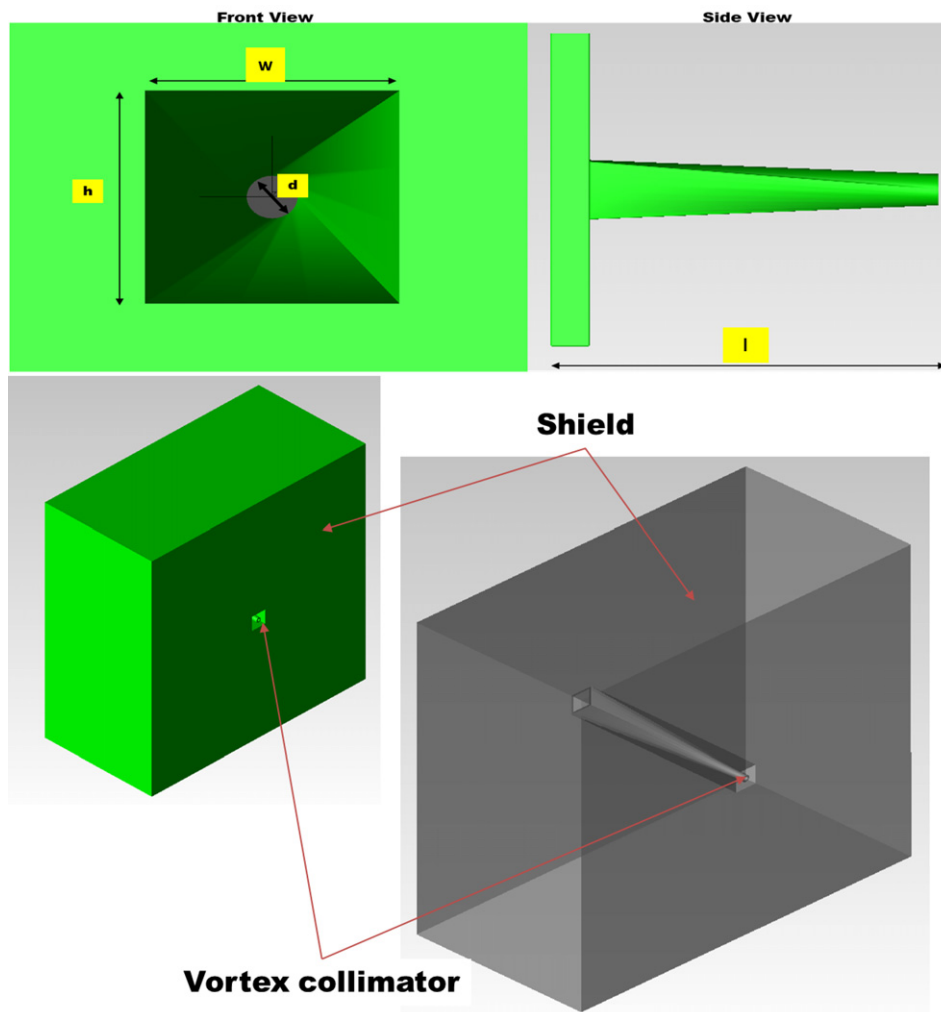 Front View
Side View
w
h
d
l
Shield
Vortex collimator